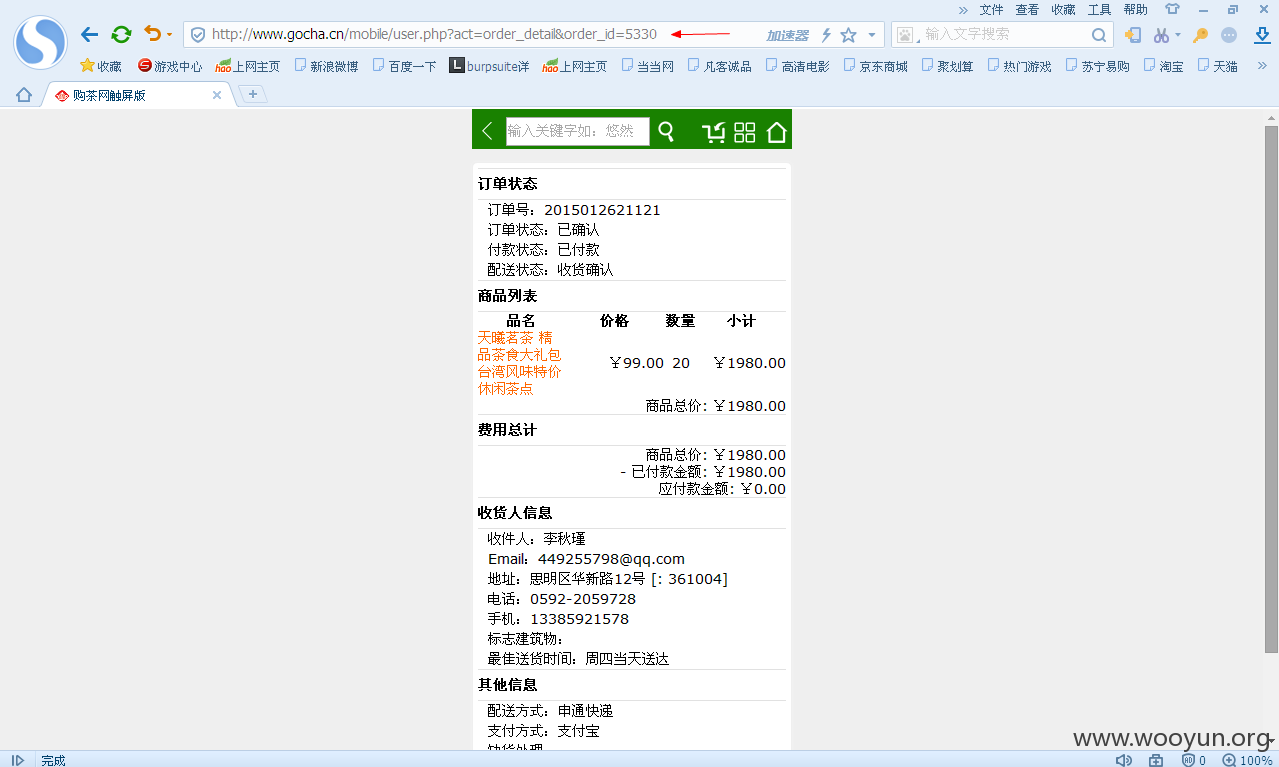 » 文件 查看 收藏 工具 帮助
http://www.gocha.cn/mobile/user.php?act=order_detail&order_id=5330 加速器 输入文字搜索
收藏 游戏中心 hao 上网主页 新浪微博 百度一下 L burpsuite详 hao 上网主页 当当网 凡客诚品 高清电影 京东商城 聚划算 热门游戏 苏宁易购 淘宝 天猫 »
购茶网触屏版
输入关键字如：悠然
订单状态
订单号：2015012621121
订单状态：已确认
付款状态：已付款
配送状态：收货确认
商品列表
品名 价格 数量 小计
天曦茗茶 精
品茶食大礼包
台湾风味特价
休闲茶点
￥99.00 20 ￥1980.00
商品总价: ￥1980.00
费用总计
商品总价: ￥1980.00
- 已付款金额: ￥1980.00
应付款金额: ￥0.00
收货人信息
收件人：李秋瑾
Email：449255798@qq.com
地址：思明区华新路12号 [: 361004]
电话：0592-2059728
手机：13385921578
标志建筑物：
最佳送货时间：周四当天送达
其他信息
配送方式：申通快递
支付方式：支付宝
缺货处理
www.wooyun.org
完成 0 100%